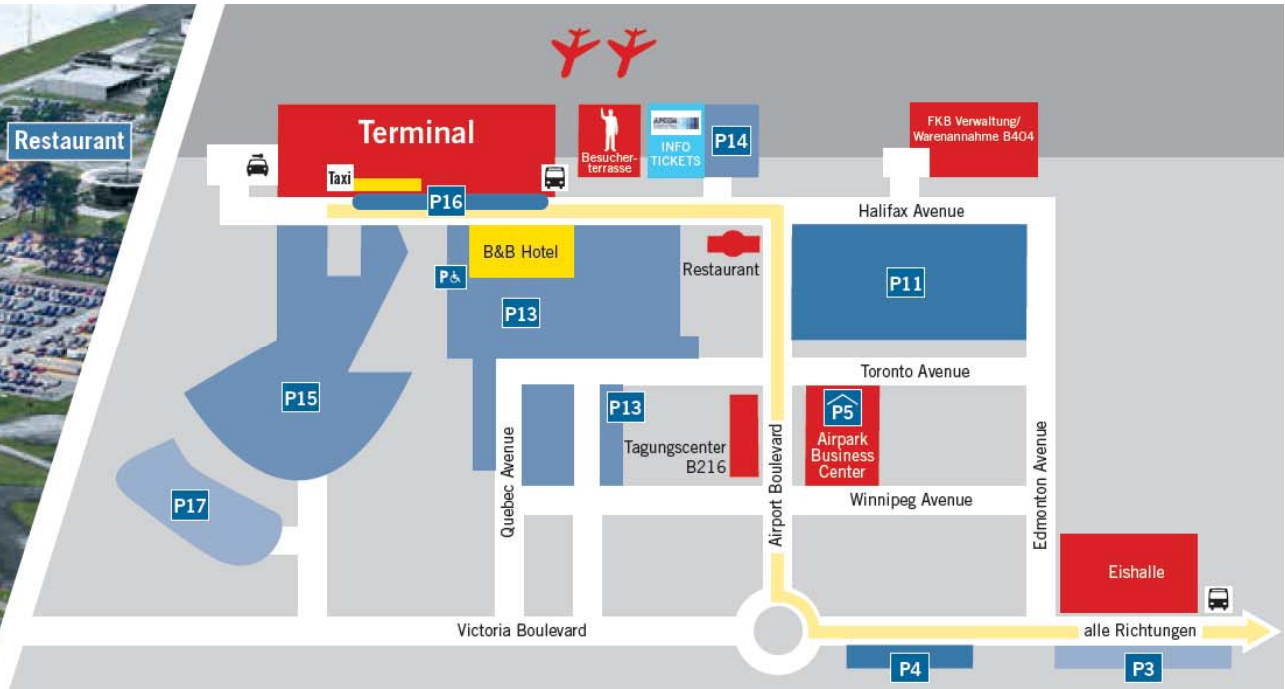 Restaurant
Terminal
Taxi
P16
Besucher-
terrasse
INFO
TICKETS
P14
FKB Verwaltung/
Warenannahme B404
Halifax Avenue
B&B Hotel
P
P13
Restaurant
P11
Toronto Avenue
P15
P13
Tagungscenter
B216
P5
Airpark
Business
Center
Quebec Avenue
Airport Boulevard
Winnipeg Avenue
Edmonton Avenue
P17
Eishalle
Victoria Boulevard
alle Richtungen
P4
P3